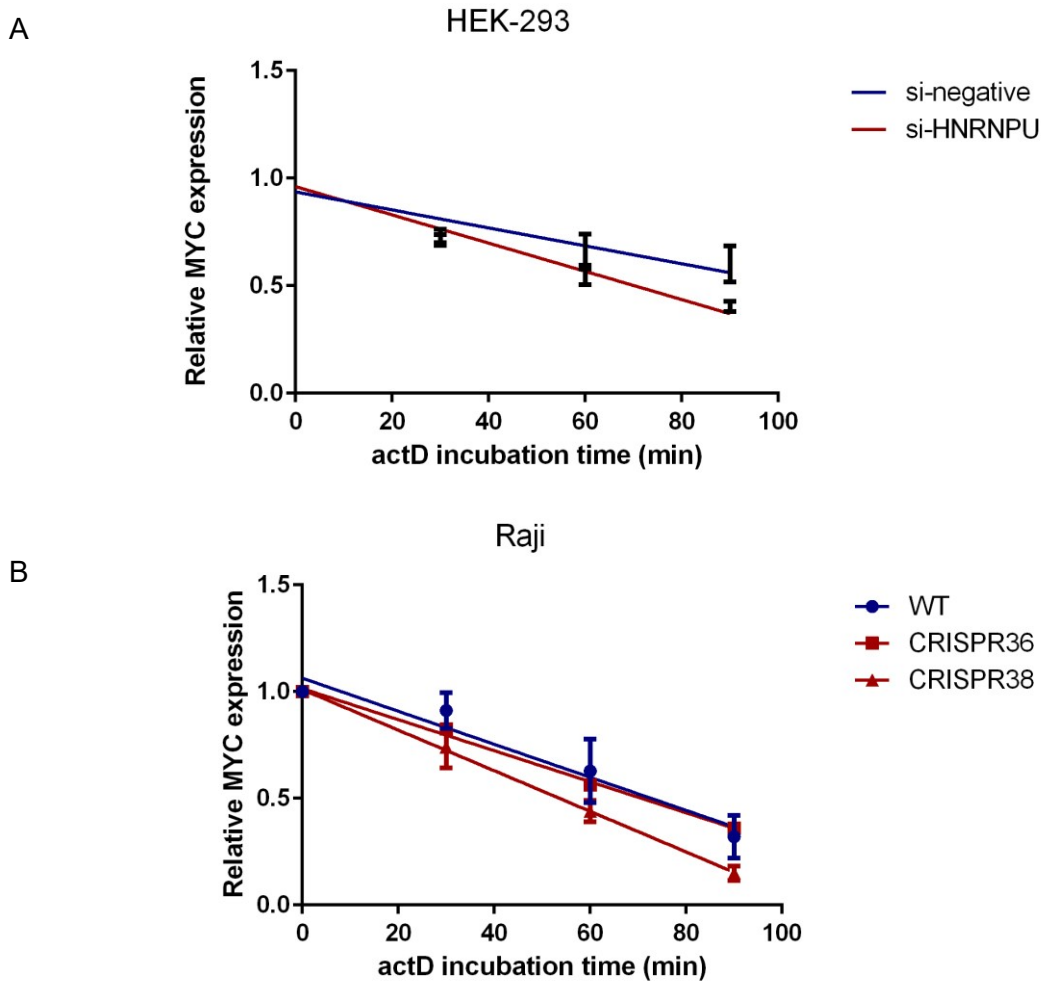 A
HEK-293
Relative MYC expression
1.5
1.0
0.5
0.0
0 20 40 60 80 100
actD incubation time (min)
si-negative
si-HNRNPU
B
Raji
Relative MYC expression
1.5
1.0
0.5
0.0
0 20 40 60 80 100
actD incubation time (min)
WT
CRISPR36
CRISPR38